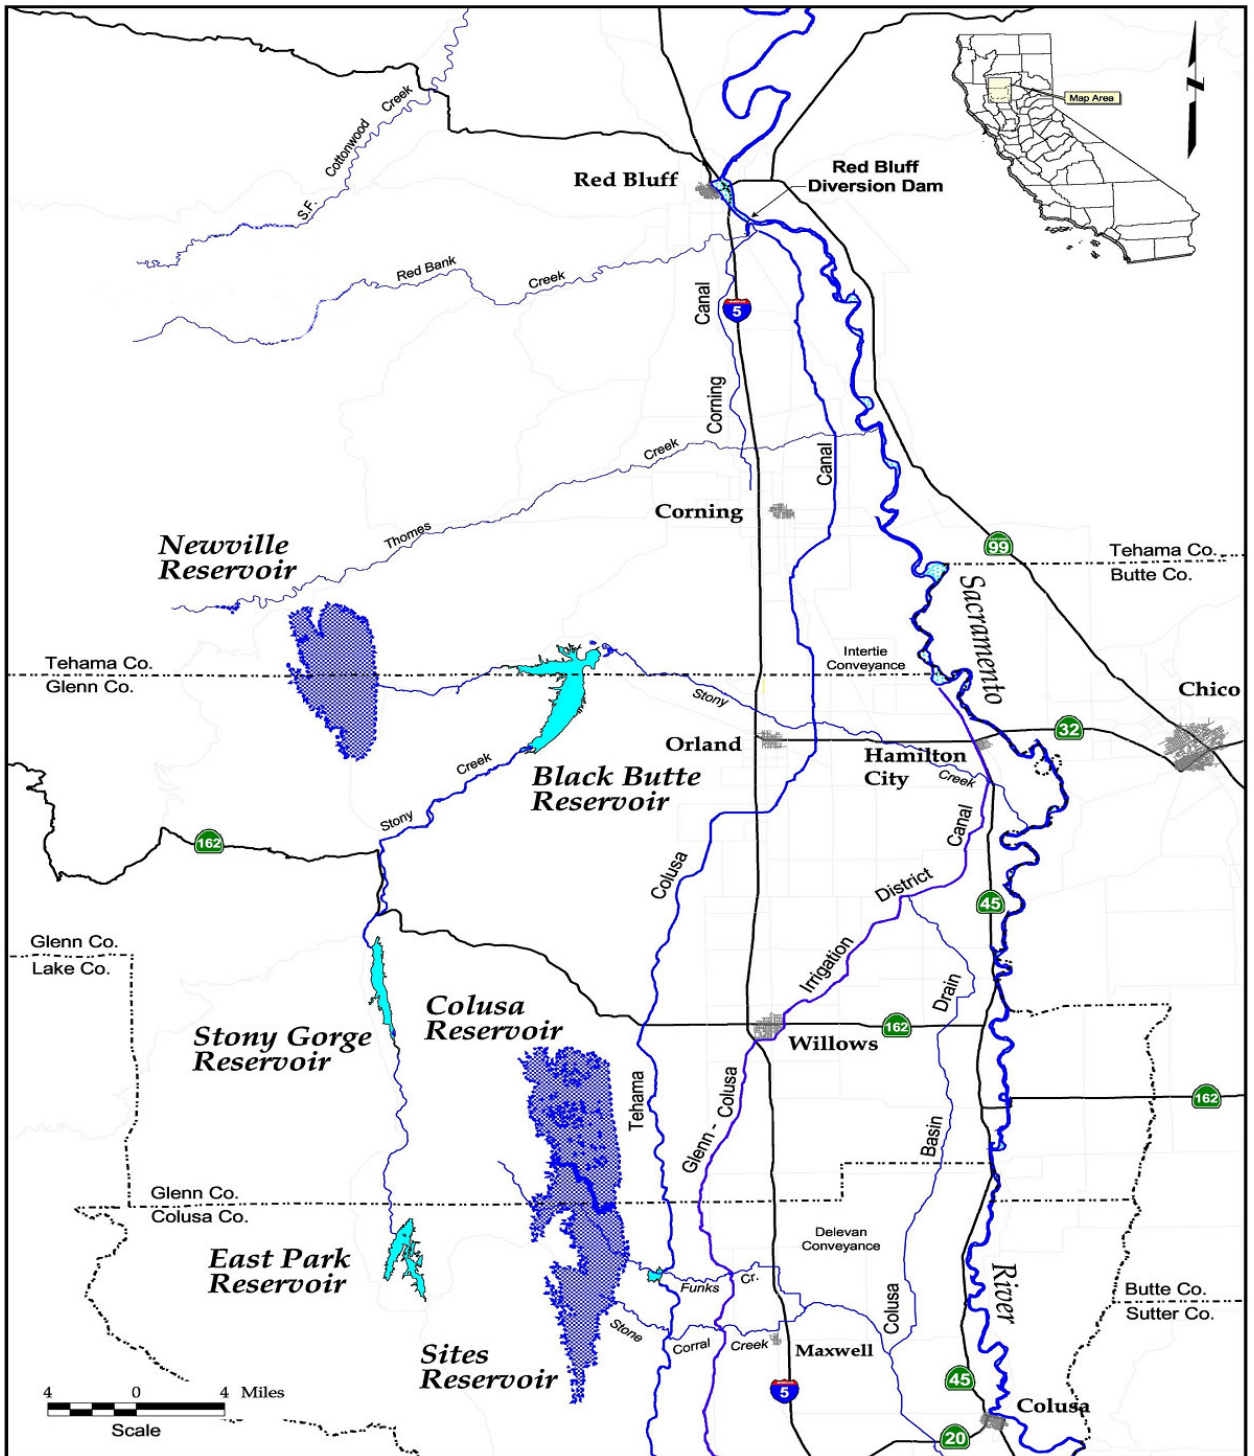 Creek
Cottonwood
S.F.
Map Area
N
Red Bluff
Red Bluff
Diversion Dam
Red Bank
Creek
Canal
5
Corning
Creek
Canal
Thomes
Corning
99
Tehama Co.
Butte Co.
Newville
Reservoir
Sacramento
Intertie
Conveyance
Tehama Co.
Glenn Co.
Stony
Chico
Orland
Hamilton
City
32
Creek
Creek
Black Butte
Reservoir
Stony
Canal
162
Colusa
District
45
Glenn Co.
Lake Co.
Irrigation
Drain
Colusa
Reservoir
Stony Gorge
Reservoir
162
Willows
Tehama
Glenn - Colusa
Basin
162
Glenn Co.
Colusa Co.
Delevan
Conveyance
East Park
Reservoir
River
Funks
Cr.
Butte Co.
Sutter Co.
Colusa
Stone
Corral
Creek
Maxwell
Sites
Reservoir
5
45
4 0 4 Miles
Scale
Colusa
20